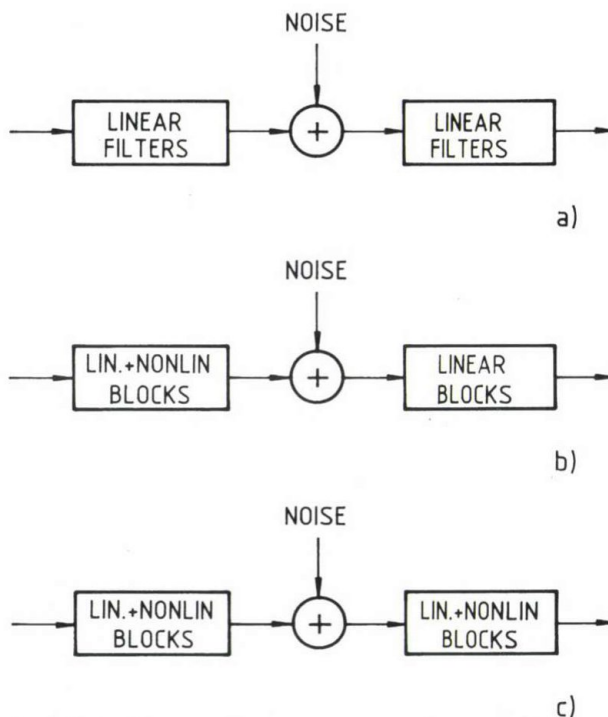 NOISE
LINEAR
FILTERS
+
LINEAR
FILTERS
a)
NOISE
LIN.+NONLIN
BLOCKS
+
LINEAR
BLOCKS
b)
NOISE
LIN.+NONLIN
BLOCKS
+
LIN.+NONLIN
BLOCKS
c)